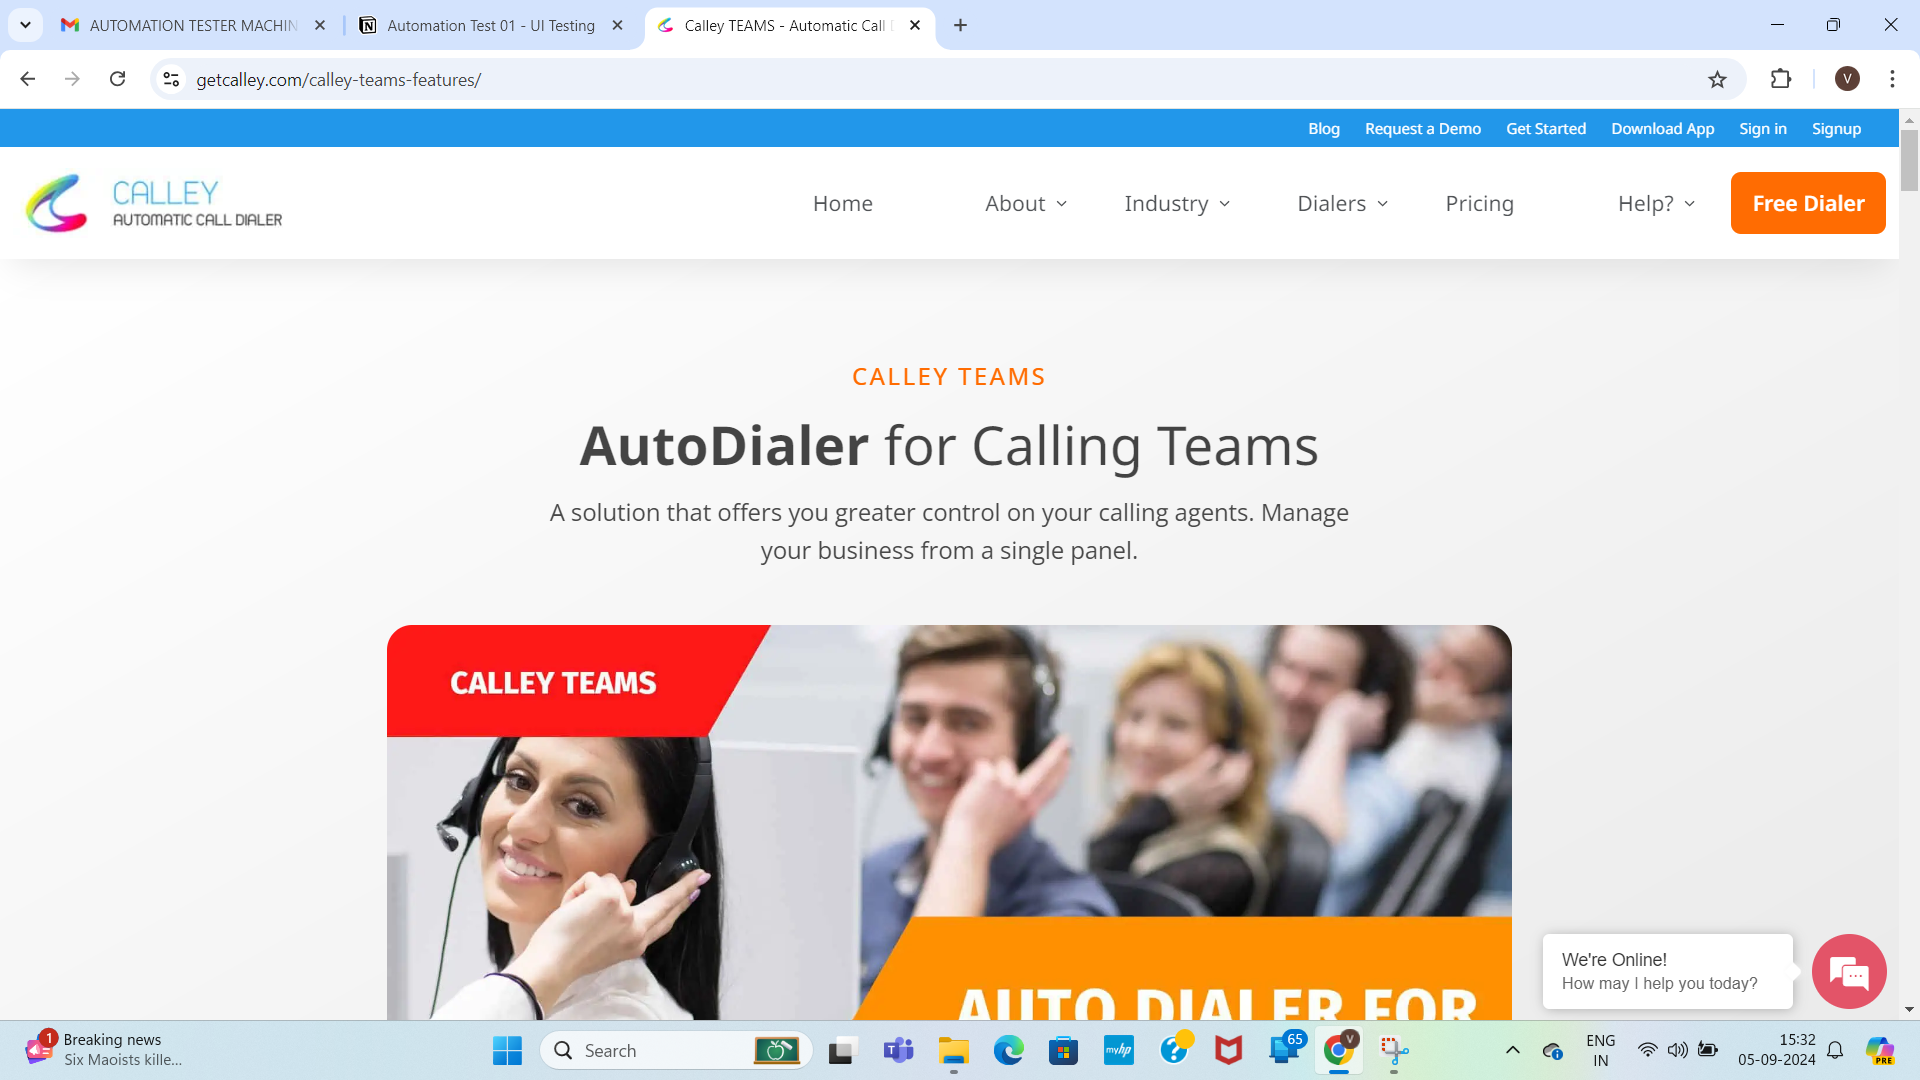 AUTOMATION TESTER MACHIN
Automation Test 01 - UI Testing
Calley TEAMS - Automatic Call
getcalley.com/calley-teams-features/
V
Blog Request a Demo Get Started Download App Sign in Signup
CALLEY
AUTOMATIC CALL DIALER
Home About Industry Dialers Pricing Help? Free Dialer
CALLEY TEAMS
AutoDialer for Calling Teams
A solution that offers you greater control on your calling agents. Manage
your business from a single panel.
CALLEY TEAMS
AUTO DIALER FOR
We're Online!
How may I help you today?
1
Breaking news
Six Maoists kille...
Search
T
myhp
?
65
V
ENG
IN
15:32
05-09-2024
PRE